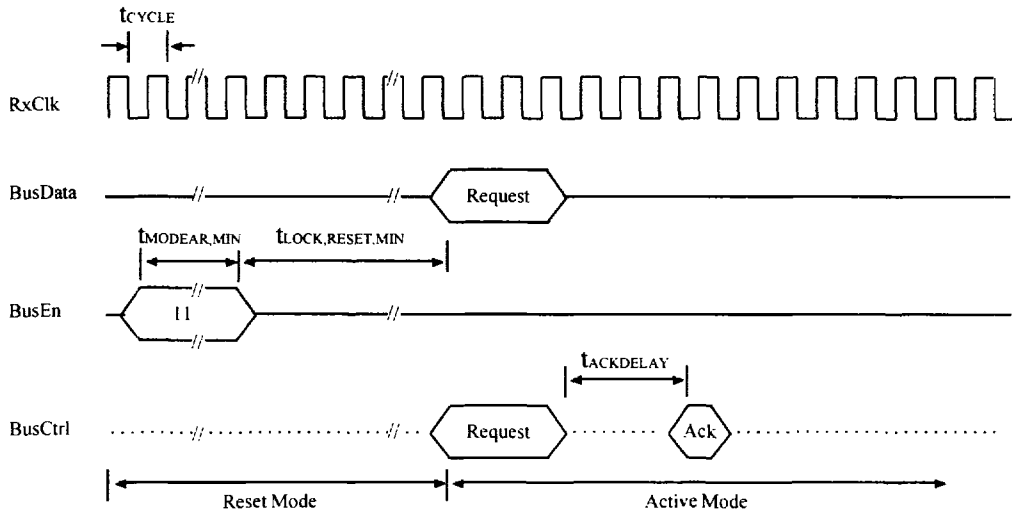 tCYCLE
RxClk
BusData
Request
tMODEAR,MIN
tLOCK,RESET,MIN
BusEn
11
tACKDELAY
BusCtrl
Request
Ack
Reset Mode
Active Mode